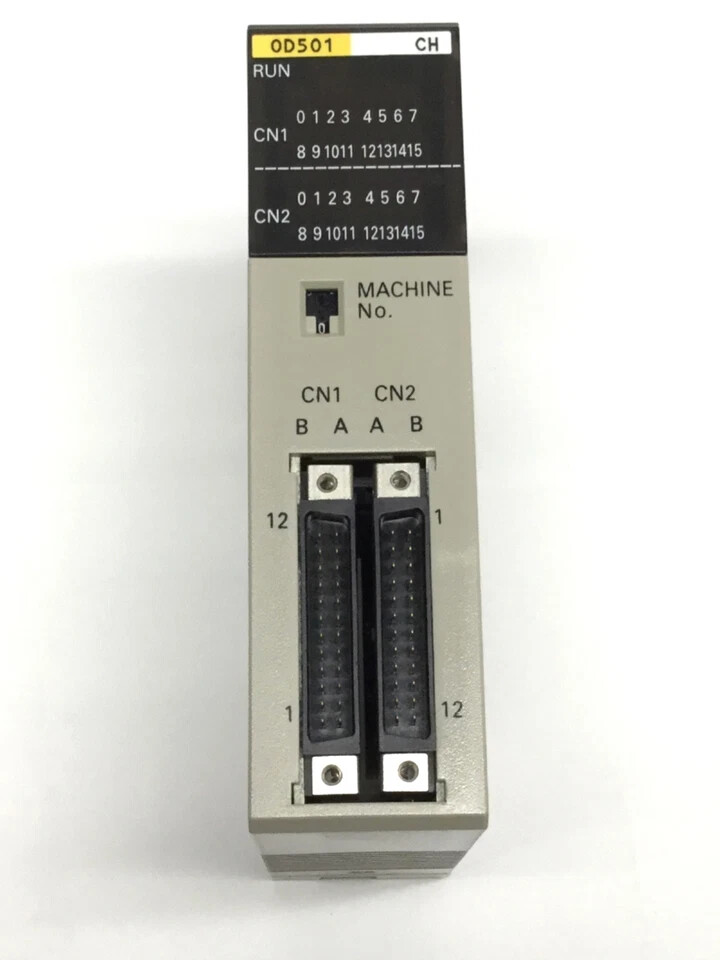 OD501 CH
RUN
0 1 2 3 4 5 6 7
CN1
8 9 10 11 12 13 14 15
0 1 2 3 4 5 6 7
CN2
8 9 10 11 12 13 14 15
MACHINE
No.
0
CN1 CN2
B A A B
12 1
1 12